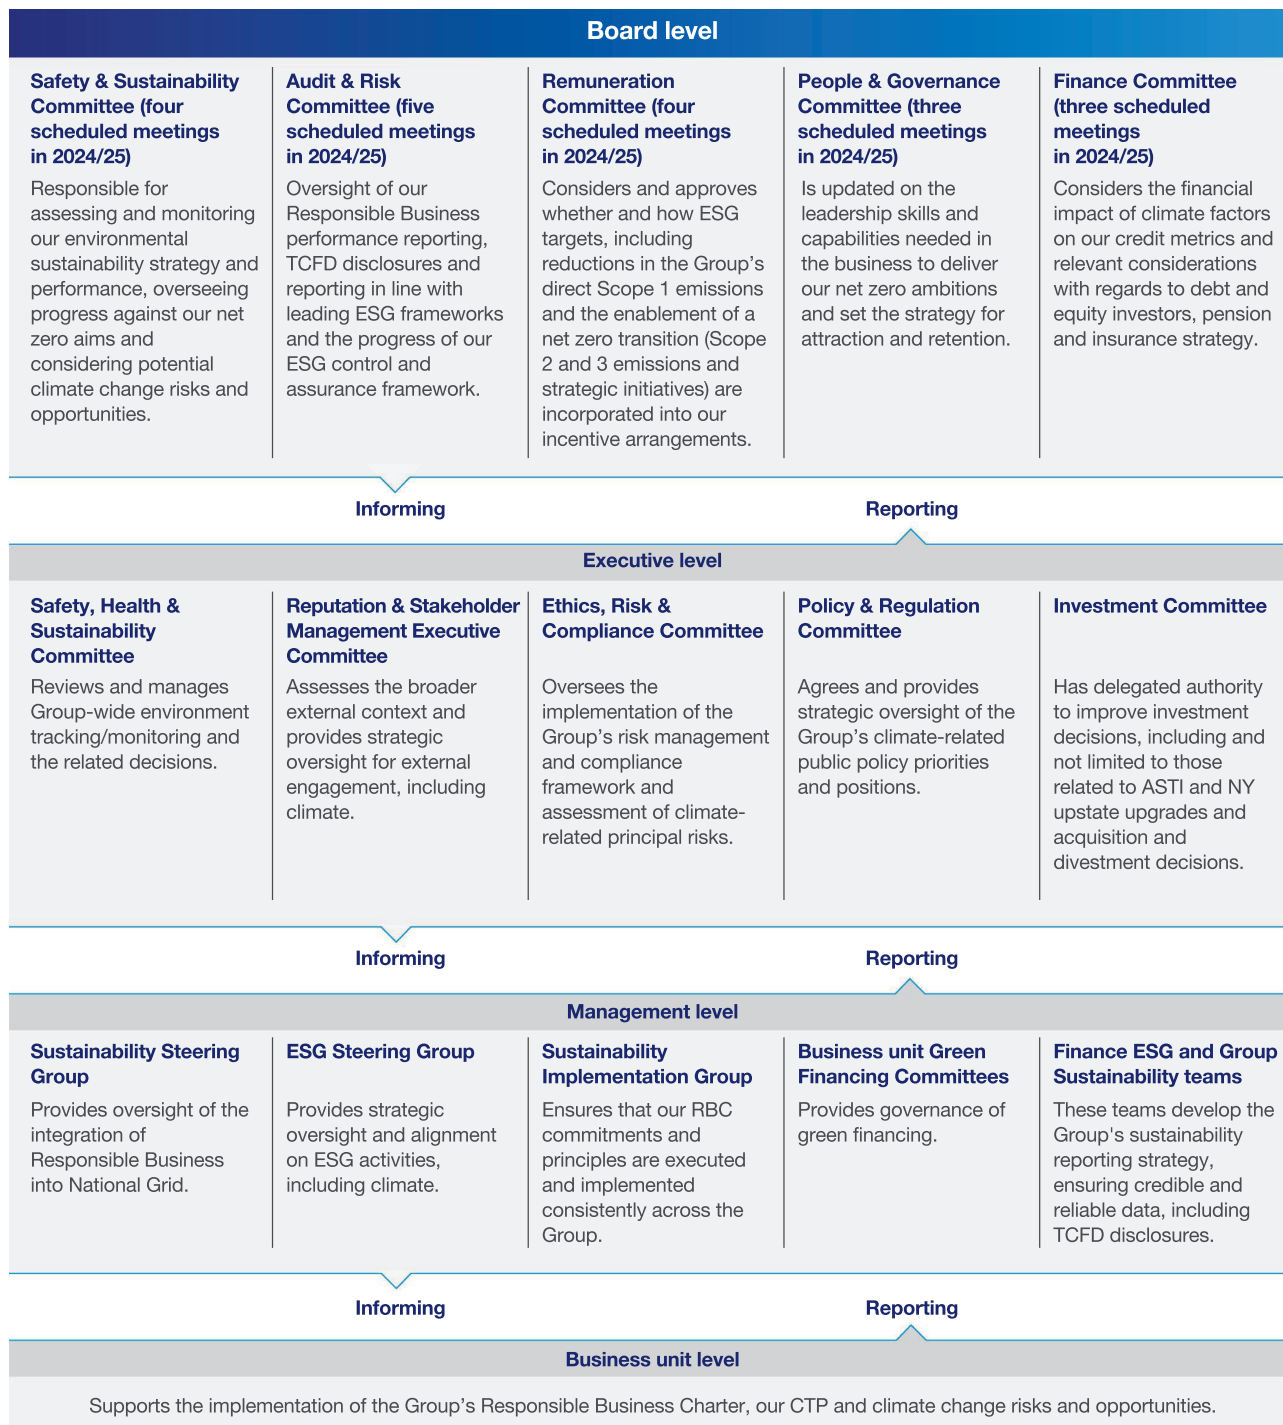 Board level
Safety & Sustainability
Committee (four
scheduled meetings
in 2024/25)
Responsible for
assessing and monitoring
our environmental
sustainability strategy and
performance, overseeing
progress against our net
zero aims and
considering potential
climate change risks and
opportunities.
Audit & Risk
Committee (five
scheduled meetings
in 2024/25)
Oversight of our
Responsible Business
performance reporting,
TCFD disclosures and
reporting in line with
leading ESG frameworks
and the progress of our
ESG control and
assurance framework.
Remuneration
Committee (four
scheduled meetings
in 2024/25)
Considers and approves
whether and how ESG
targets, including
reductions in the Group’s
direct Scope 1 emissions
and the enablement of a
net zero transition (Scope
2 and 3 emissions and
strategic initiatives) are
incorporated into our
incentive arrangements.
People & Governance
Committee (three
scheduled meetings
in 2024/25)
Is updated on the
leadership skills and
capabilities needed in
the business to deliver
our net zero ambitions
and set the strategy for
attraction and retention.
Finance Committee
(three scheduled
meetings
in 2024/25)
Considers the financial
impact of climate factors
on our credit metrics and
relevant considerations
with regards to debt and
equity investors, pension
and insurance strategy.
Informing
Reporting
Executive level
Safety, Health &
Sustainability
Committee
Reviews and manages
Group-wide environment
tracking/monitoring and
the related decisions.
Reputation & Stakeholder
Management Executive
Committee
Assesses the broader
external context and
provides strategic
oversight for external
engagement, including
climate.
Ethics, Risk &
Compliance Committee
Oversees the
implementation of the
Group’s risk management
and compliance
framework and
assessment of climate-
related principal risks.
Policy & Regulation
Committee
Agrees and provides
strategic oversight of the
Group’s climate-related
public policy priorities
and positions.
Investment Committee
Has delegated authority
to improve investment
decisions, including and
not limited to those
related to ASTI and NY
upstate upgrades and
acquisition and
divestment decisions.
Informing
Reporting
Management level
Sustainability Steering
Group
Provides oversight of the
integration of
Responsible Business
into National Grid.
ESG Steering Group
Provides strategic
oversight and alignment
on ESG activities,
including climate.
Sustainability
Implementation Group
Ensures that our RBC
commitments and
principles are executed
and implemented
consistently across the
Group.
Business unit Green
Financing Committees
Provides governance of
green financing.
Finance ESG and Group
Sustainability teams
These teams develop the
Group's sustainability
reporting strategy,
ensuring credible and
reliable data, including
TCFD disclosures.
Informing
Reporting
Business unit level
Supports the implementation of the Group’s Responsible Business Charter, our CTP and climate change risks and opportunities.